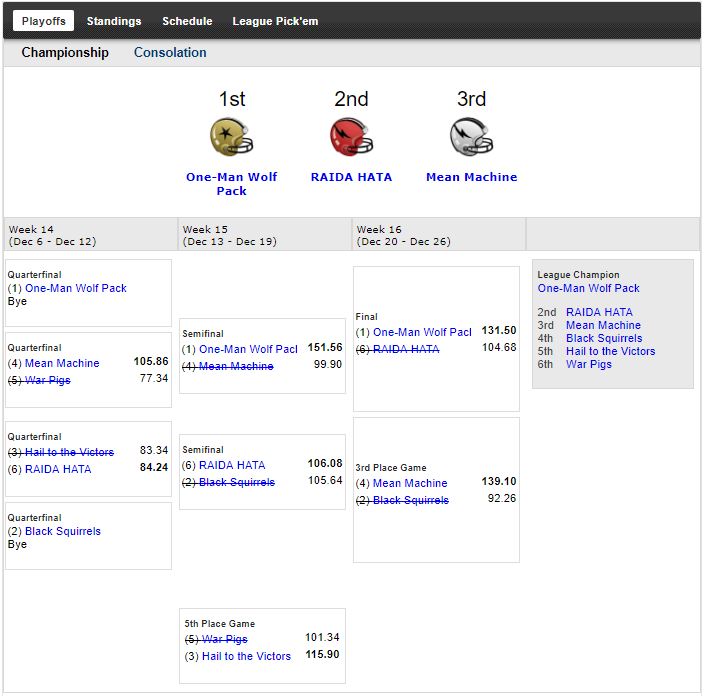 Playoffs Standings Schedule League Pick'em
Championship Consolation
1st 2nd 3rd
One-Man Wolf Pack RAIDA HATA Mean Machine
Week 14
(Dec 6 - Dec 12)
Week 15
(Dec 13 - Dec 19)
Week 16
(Dec 20 - Dec 26)
Quarterfinal
(1) One-Man Wolf Pack
Bye
Quarterfinal
(4) Mean Machine 105.86
(5) War Pigs 77.34
Quarterfinal
(3) Hail to the Victors 83.34
(6) RAIDA HATA 84.24
Quarterfinal
(2) Black Squirrels
Bye
Semifinal
(1) One-Man Wolf Pacl 151.56
(4) Mean Machine 99.90
Semifinal
(6) RAIDA HATA 106.08
(2) Black Squirrels 105.64
5th Place Game
(5) War Pigs 101.34
(3) Hail to the Victors 115.90
Final
(1) One-Man Wolf Pacl 131.50
(6) RAIDA HATA 104.68
3rd Place Game
(4) Mean Machine 139.10
(2) Black Squirrels 92.26
League Champion
One-Man Wolf Pack
2nd RAIDA HATA
3rd Mean Machine
4th Black Squirrels
5th Hail to the Victors
6th War Pigs